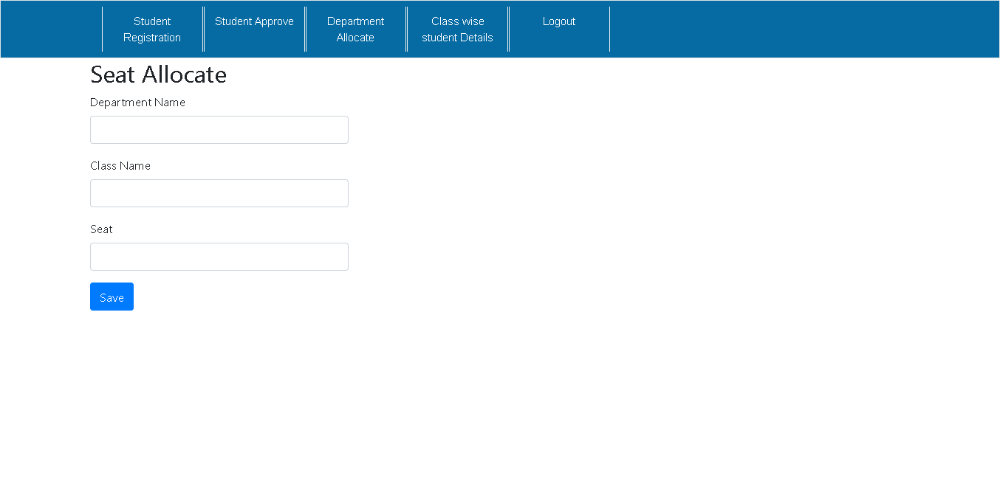 Student
Registration
Student Approve
Department
Allocate
Class wise
student Details
Logout
Seat Allocate
Department Name
Class Name
Seat
Save